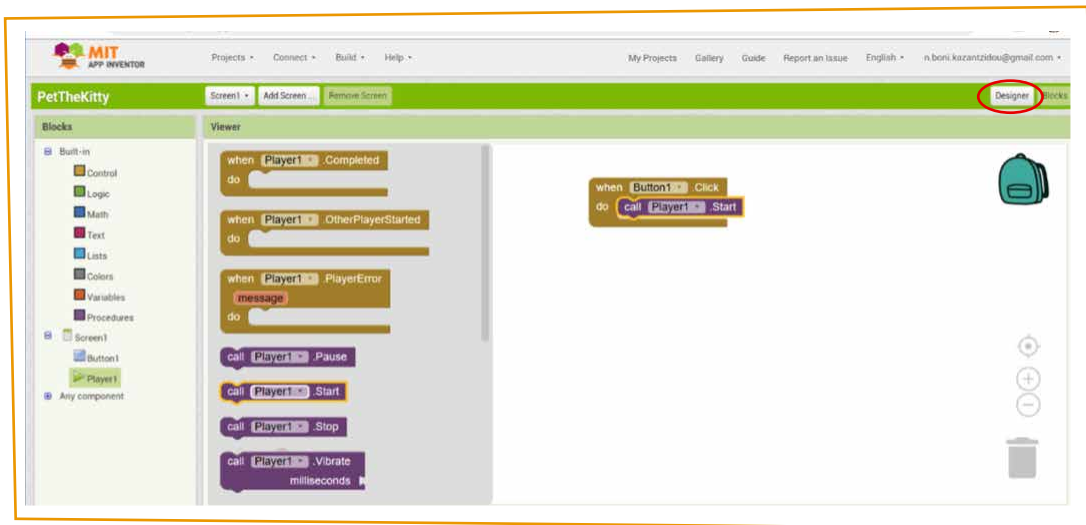 MIT
APP INVENTOR
Projects Connect Build Help
My Projects Gallery Guide Report an Issue English n.boni.kazantzidou@gmail.com
PetTheKitty
Screen1 Add Screen ... Remove Screen
Designer Blocks
Blocks
Viewer
Built-in
Control
Logic
Math
Text
Lists
Colors
Variables
Procedures
Screen1
Button1
Player1
Any component
when Player1 .Completed
do
when Player1 .OtherPlayerStarted
do
when Player1 .PlayerError
message
do
call Player1 .Pause
call Player1 .Start
call Player1 .Stop
call Player1 .Vibrate
milliseconds
when Button1 .Click
do call Player1 .Start